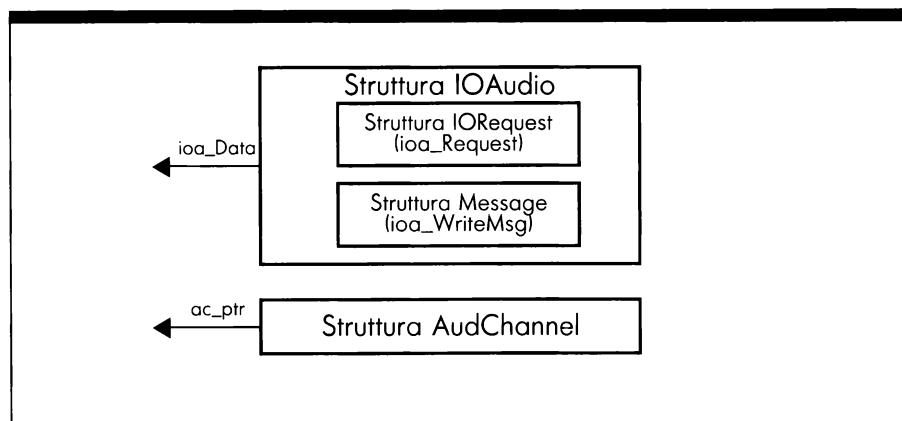 Struttura IOAudio
Struttura IORequest
(ioa_Request)
ioa_Data
Struttura Message
(ioa_WriteMsg)
ac_ptr
Struttura AudChannel